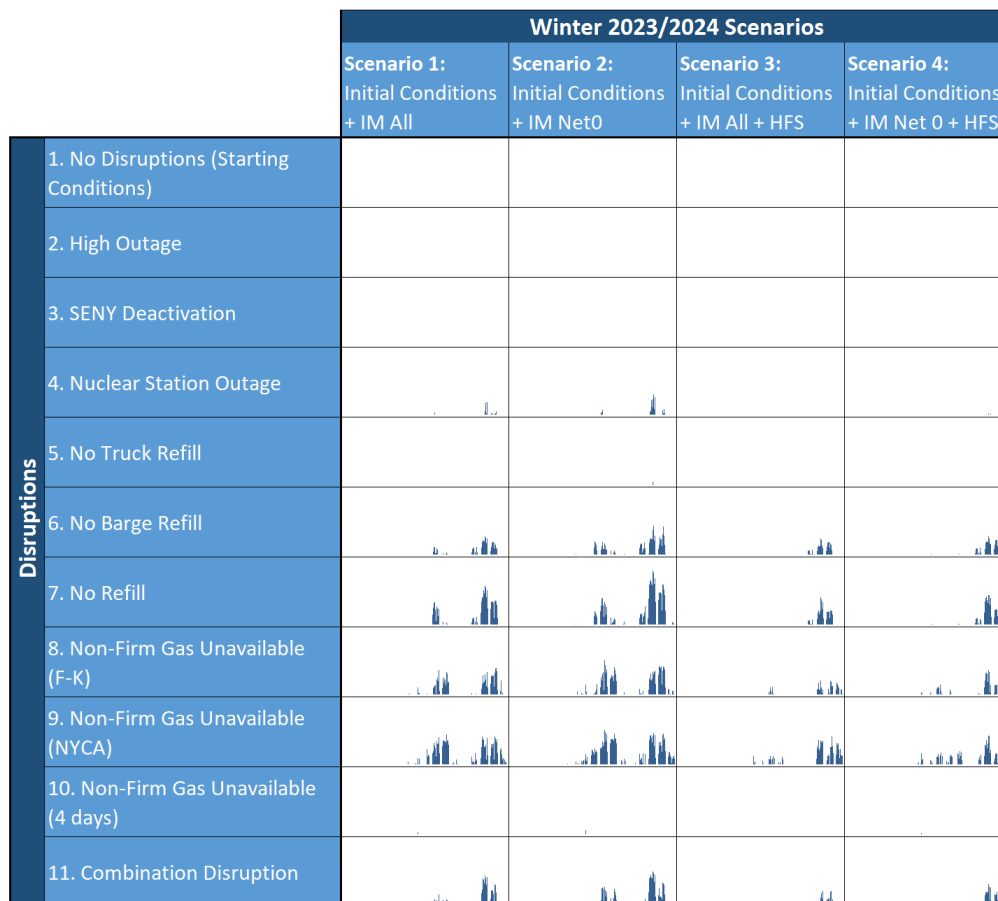 Winter 2023/2024 Scenarios
Scenario 1:
Initial Conditions
+ IM All
Scenario 2:
Initial Conditions
+ IM Net0
Scenario 3:
Initial Conditions
+ IM All + HFS
Scenario 4:
Initial Conditions
+ IM Net 0 + HFS
Disruptions
1. No Disruptions (Starting
Conditions)
2. High Outage
3. SENY Deactivation
4. Nuclear Station Outage
5. No Truck Refill
6. No Barge Refill
7. No Refill
8. Non-Firm Gas Unavailable
(F-K)
9. Non-Firm Gas Unavailable
(NYCA)
10. Non-Firm Gas Unavailable
(4 days)
11. Combination Disruption